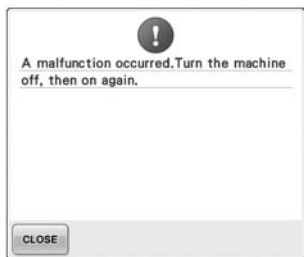 A malfunction occurred.Turn the machine
off, then on again.
CLOSE